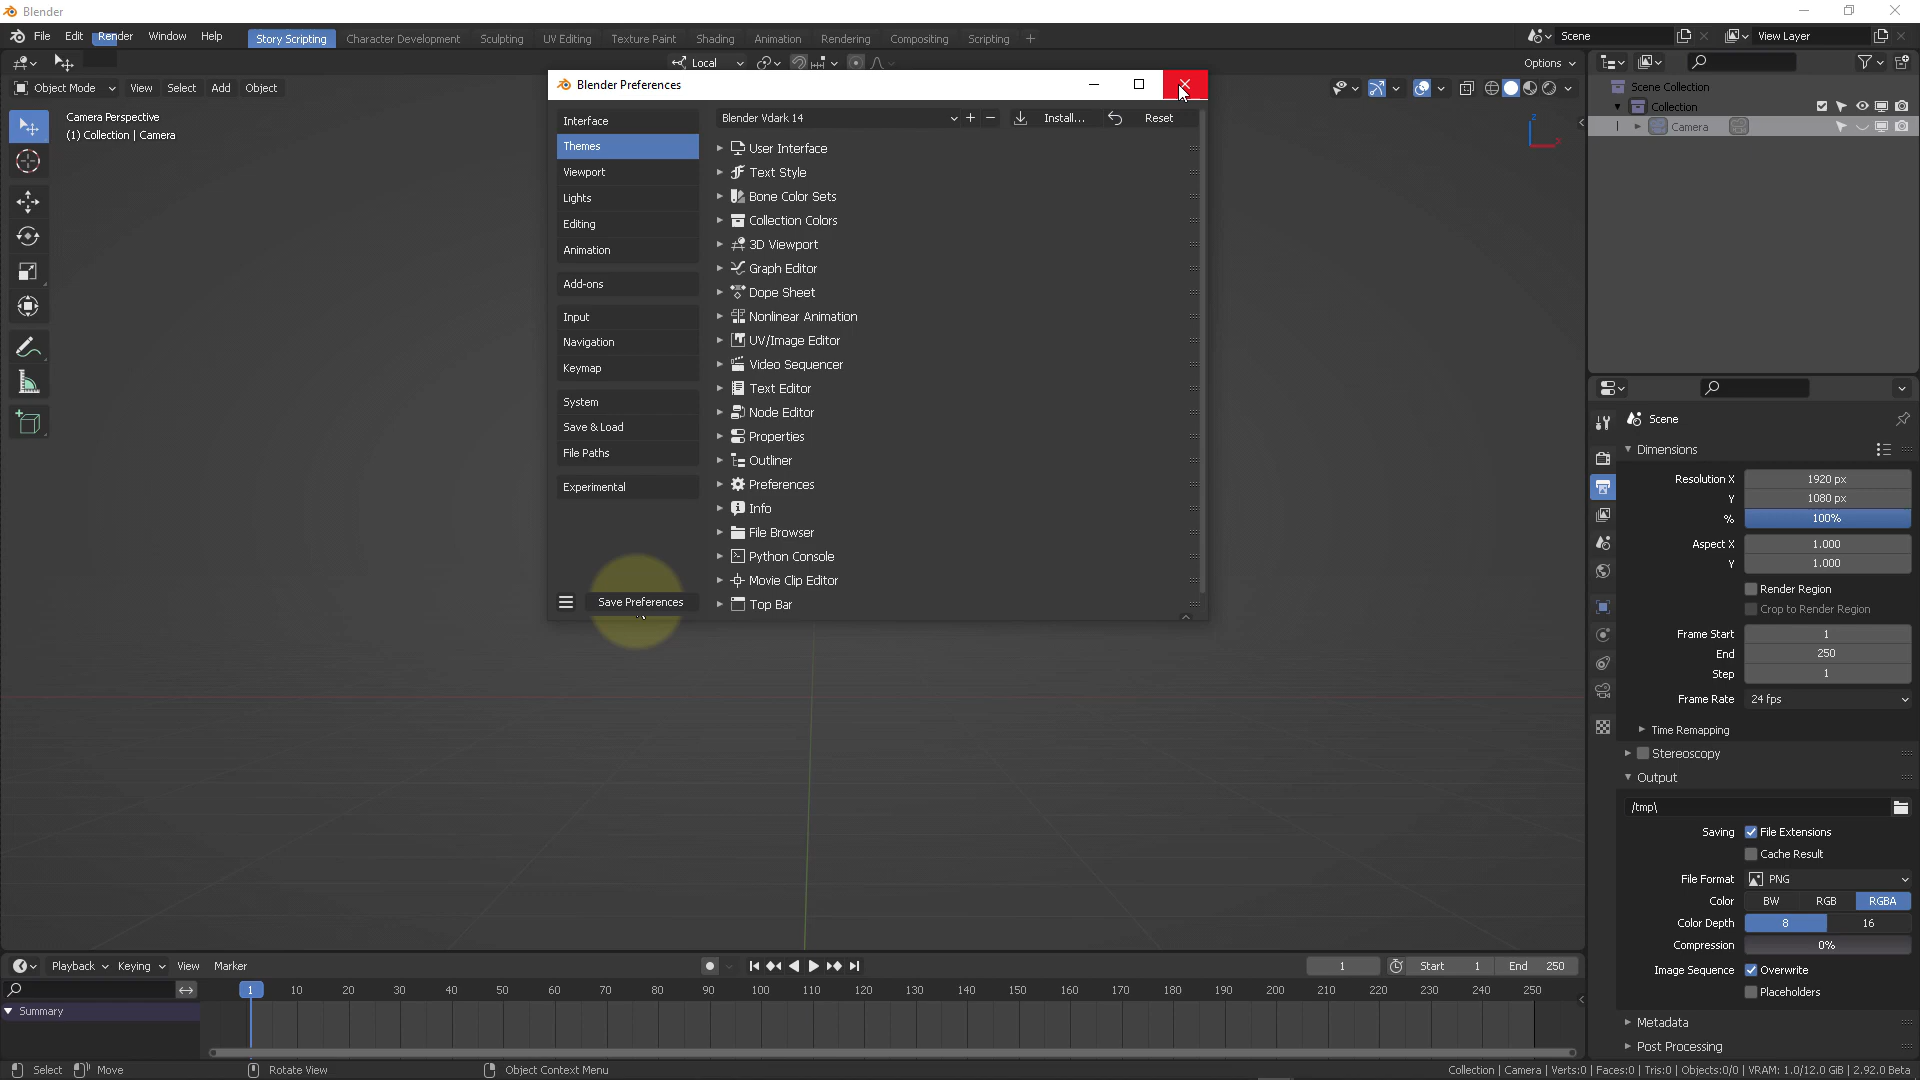 Blender
File Edit Render Window Help Story Scripting Character Development Sculpting UV Editing Texture Paint Shading Animation Rendering Compositing Scripting + Scene View Layer
Local Options
Object Mode View Select Add Object
Camera Perspective
(1) Collection | Camera
Z
X
Blender Preferences
Interface
Themes
Viewport
Lights
Editing
Animation
Add-ons
Input
Navigation
Keymap
System
Save & Load
File Paths
Experimental
Save Preferences
Blender Vdark 14 Install... Reset
User Interface
Text Style
Bone Color Sets
Collection Colors
3D Viewport
Graph Editor
Dope Sheet
Nonlinear Animation
UV/Image Editor
Video Sequencer
Text Editor
Node Editor
Properties
Outliner
Preferences
Info
File Browser
Python Console
Movie Clip Editor
Top Bar
Scene Collection
Collection
Camera
Scene
Dimensions
Resolution X 1920 px
Y 1080 px
% 100%
Aspect X 1.000
Y 1.000
Render Region
Crop to Render Region
Frame Start 1
End 250
Step 1
Frame Rate 24 fps
Time Remapping
Stereoscopy
Output
/tmp\
Saving File Extensions
Cache Result
File Format PNG
Color BW RGB RGBA
Color Depth 8 16
Compression 0%
Image Sequence Overwrite
Placeholders
Metadata
Post Processing
Playback Keying View Marker 1 Start 1 End 250
1 10 20 30 40 50 60 70 80 90 100 110 120 130 140 150 160 170 180 190 200 210 220 230 240 250
Summary
Select Move Rotate View Object Context Menu Collection | Camera | Verts:0 | Faces:0 | Tris:0 | Objects:0/0 | VRAM: 1.0/12.0 GiB | 2.92.0 Beta